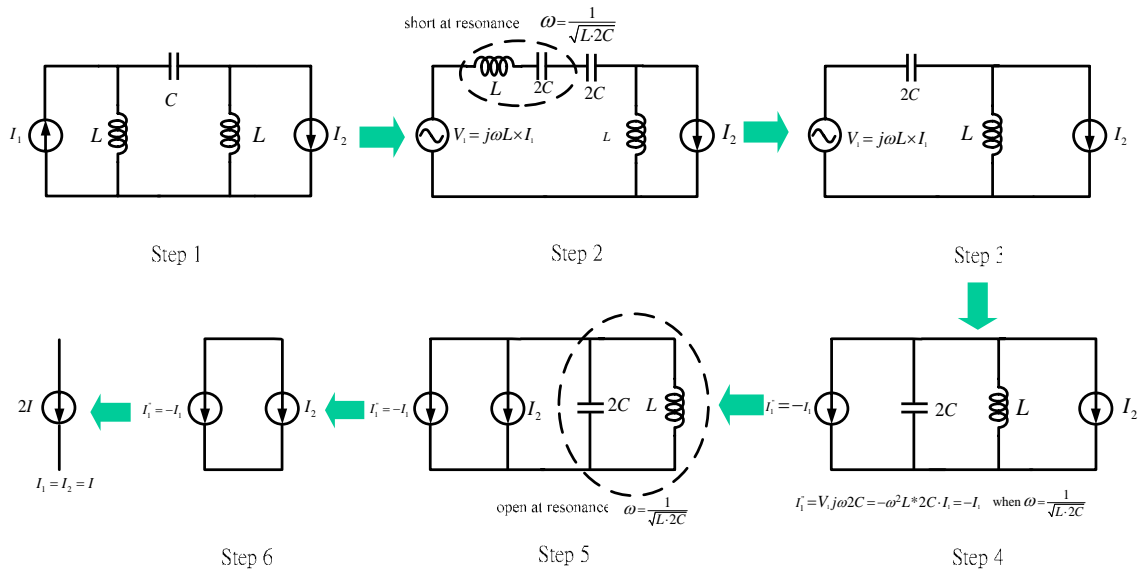 short at resonance ω=1/√(L·2C)
I₁ L C L I₂
V₁ = jωL×I₁ L 2C 2C L I₂
V₁ = jωL×I₁ 2C L I₂
Step 1
Step 2
Step 3
2I
I₁ = I₂ = I
I₁″ = −I₁ I₂
I₁″ = −I₁ I₂ 2C L
open at resonance ω=1/√(L·2C)
I₁″ = −I₁ 2C L I₂
I₁″ = V₁jω2C = −ω²L*2C·I₁ = −I₁ when ω=1/√(L·2C)
Step 6
Step 5
Step 4